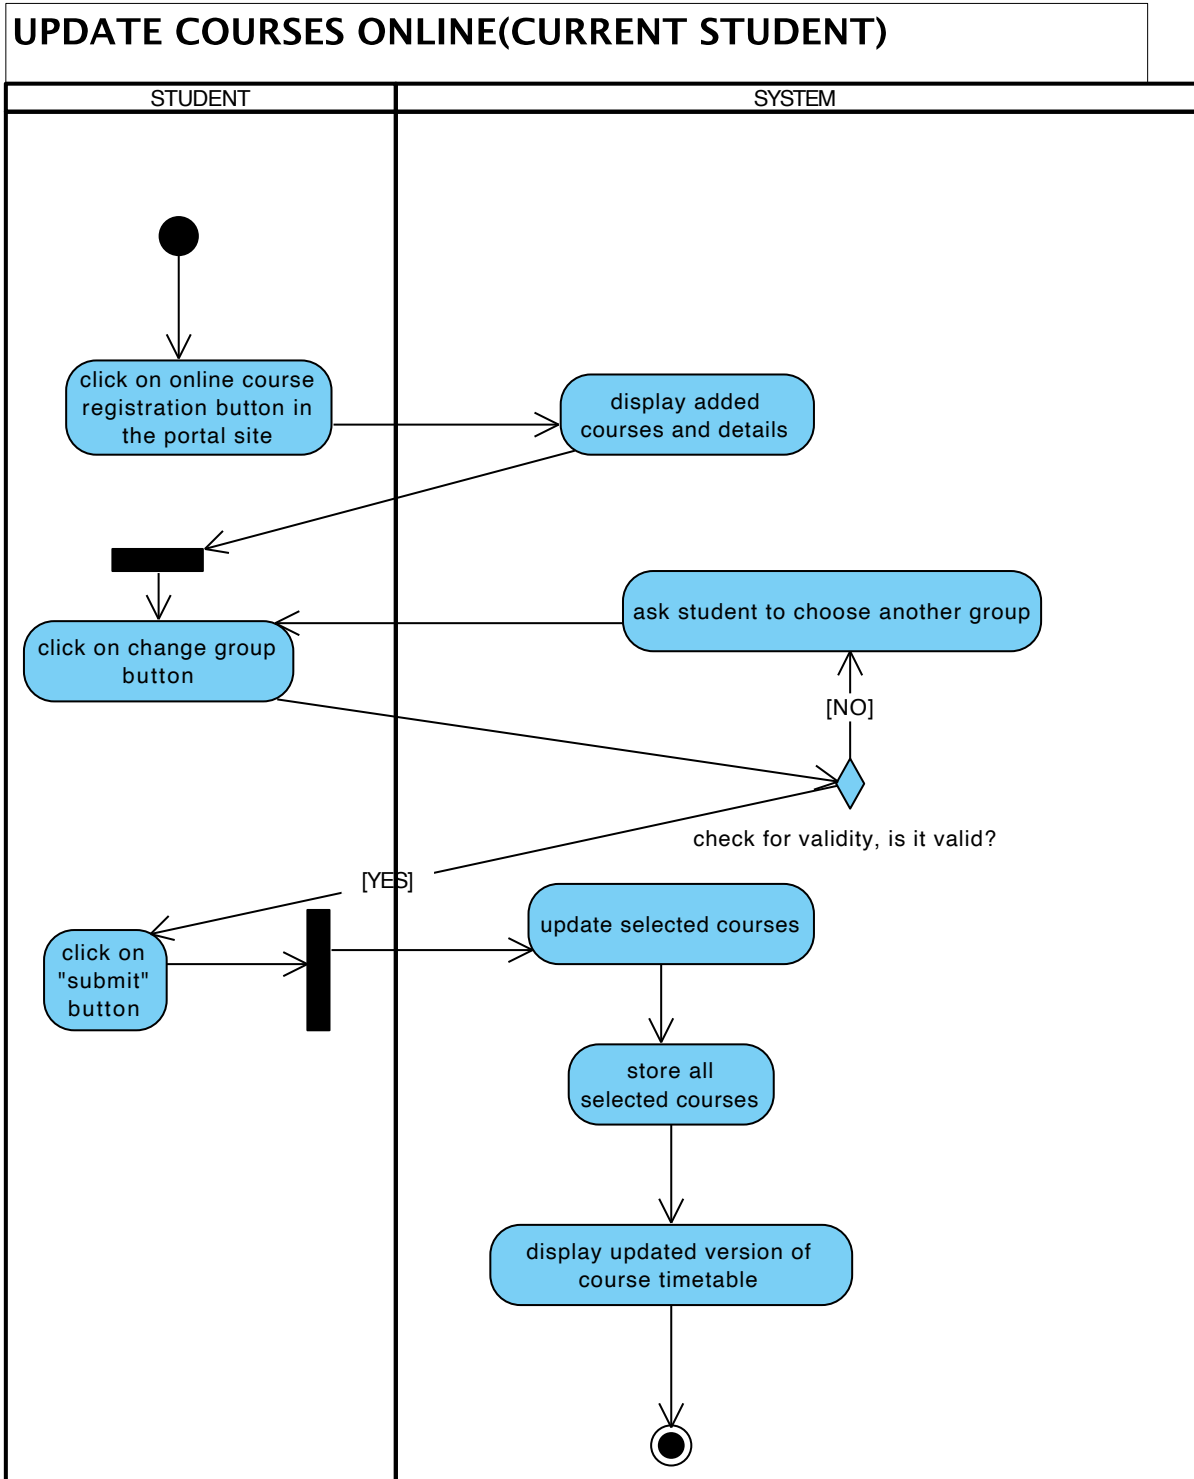 UPDATE COURSES ONLINE(CURRENT STUDENT)
STUDENT
SYSTEM
click on online course
registration button in
the portal site
display added
courses and details
ask student to choose another group
click on change group
button
[NO]
check for validity, is it valid?
[YES]
update selected courses
click on
"submit"
button
store all
selected courses
display updated version of
course timetable